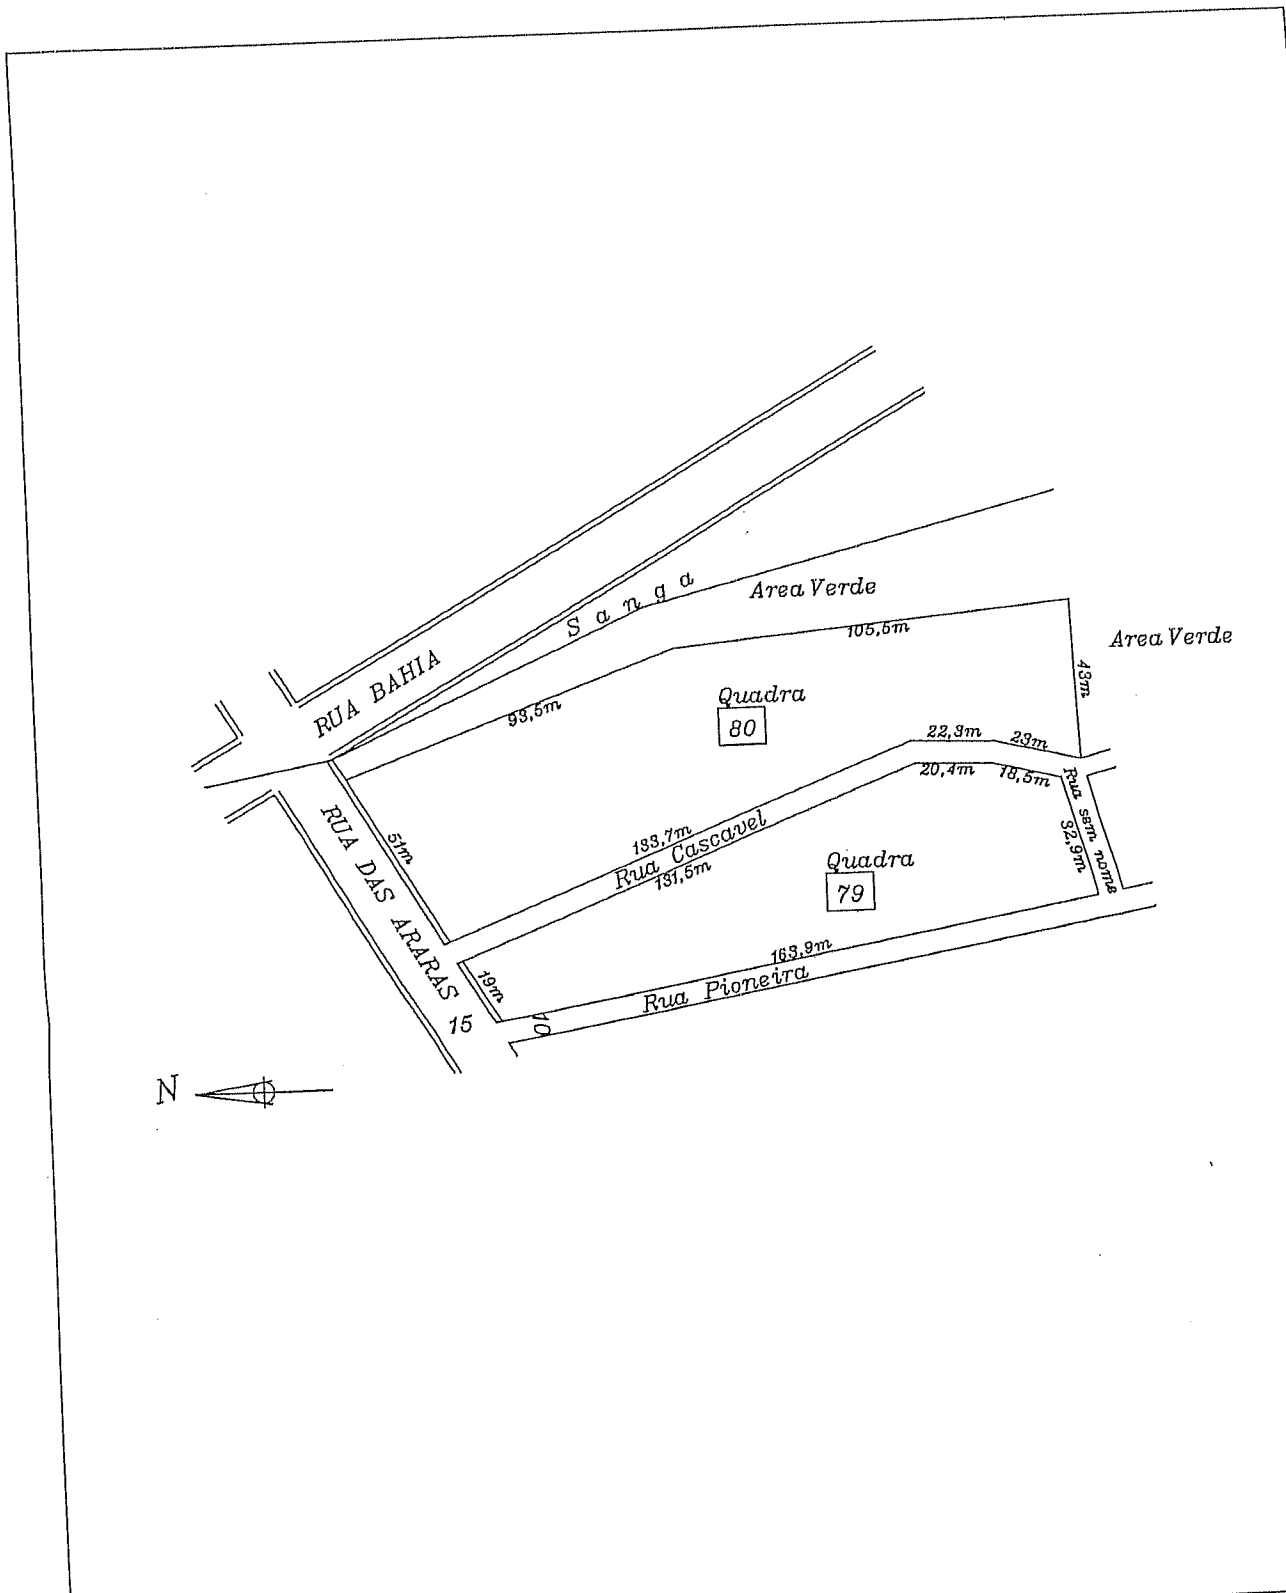 Sanga
Area Verde
105,5m
Area Verde
RUA BAHIA
43m
93,5m
Quadra
80
22,3m
23m
20,4m
18,5m
Rua sem nome
32,9m
RUA DAS ARARAS
51m
133,7m
Rua Cascavel
131,5m
Quadra
79
163,9m
Rua Pioneira
19m
15
10
N